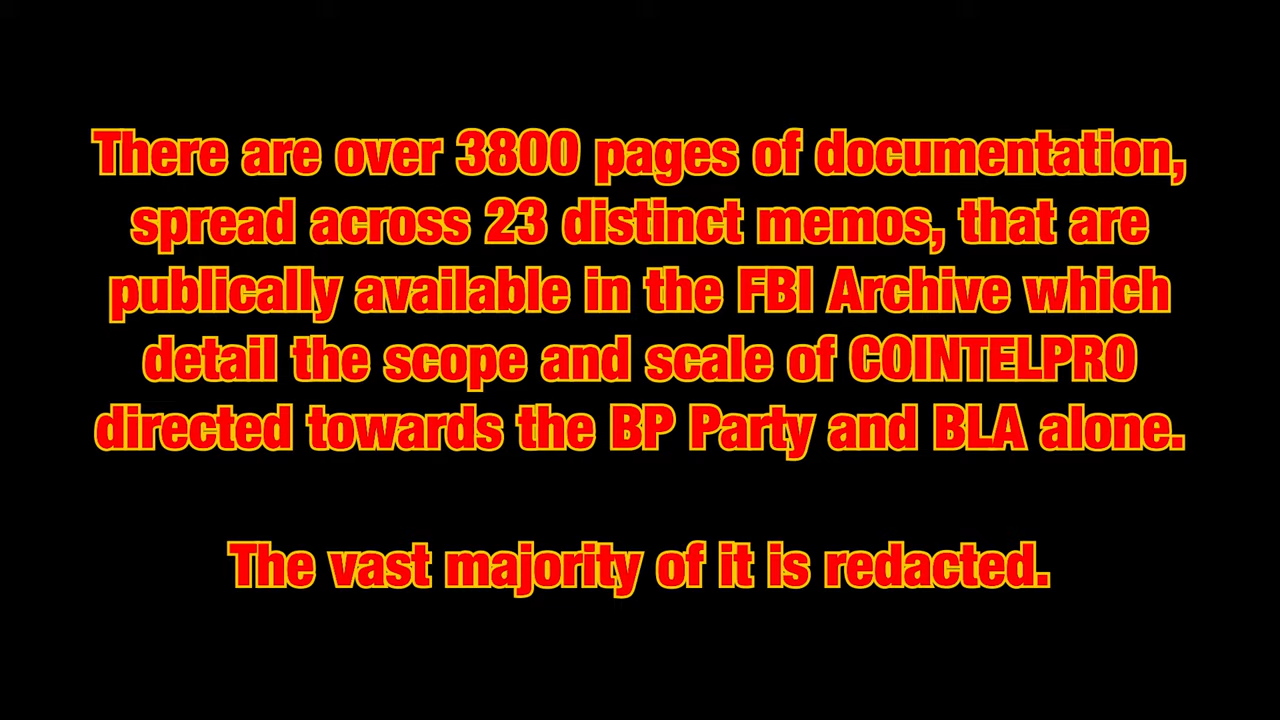 There are over 3800 pages of documentation,
spread across 23 distinct memos, that are
publically available in the FBI Archive which
detail the scope and scale of COINTELPRO
directed towards the BP Party and BLA alone.
The vast majority of it is redacted.